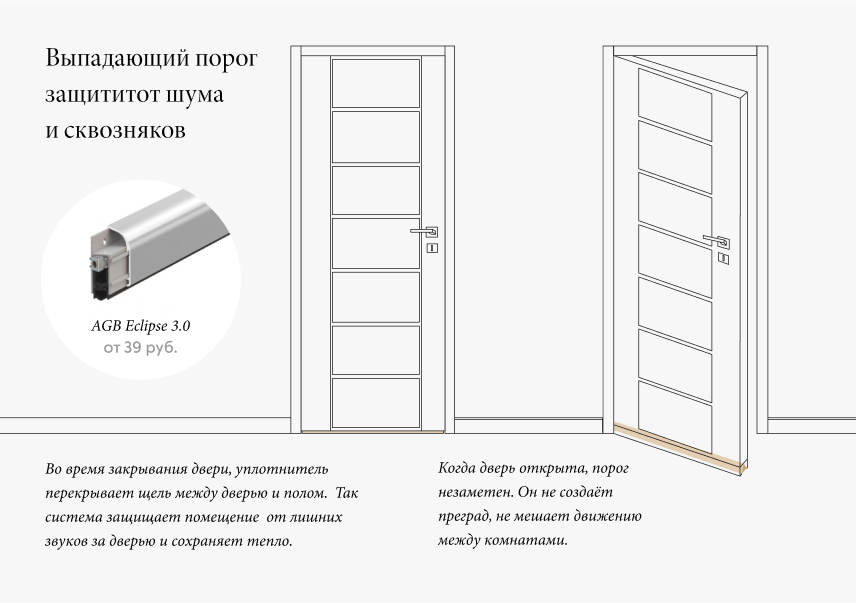 Выпадающий порог
защититот шума
и сквозняков
AGB Eclipse 3.0
от 39 руб.
Во время закрывания двери, уплотнитель
перекрывает щель между дверью и полом. Так
система защищает помещение от лишних
звуков за дверью и сохраняет тепло.
Когда дверь открыта, порог
незаметен. Он не создаёт
преград, не мешает движению
между комнатами.